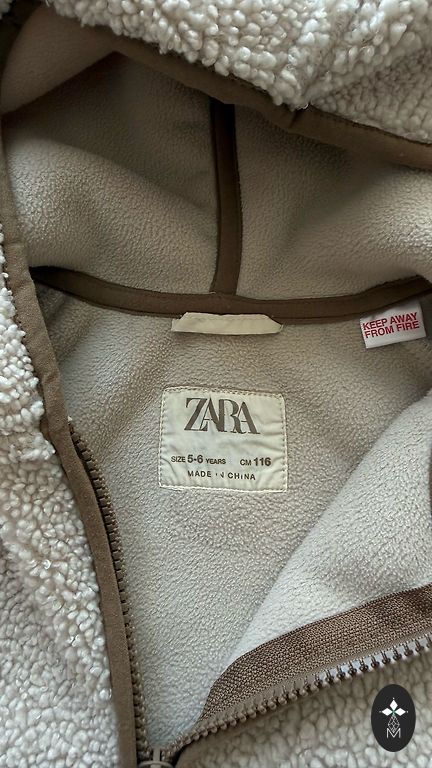 KEEP AWAY
FROM FIRE
ZARA
SIZE 5-6 YEARS CM 116
MADE IN CHINA